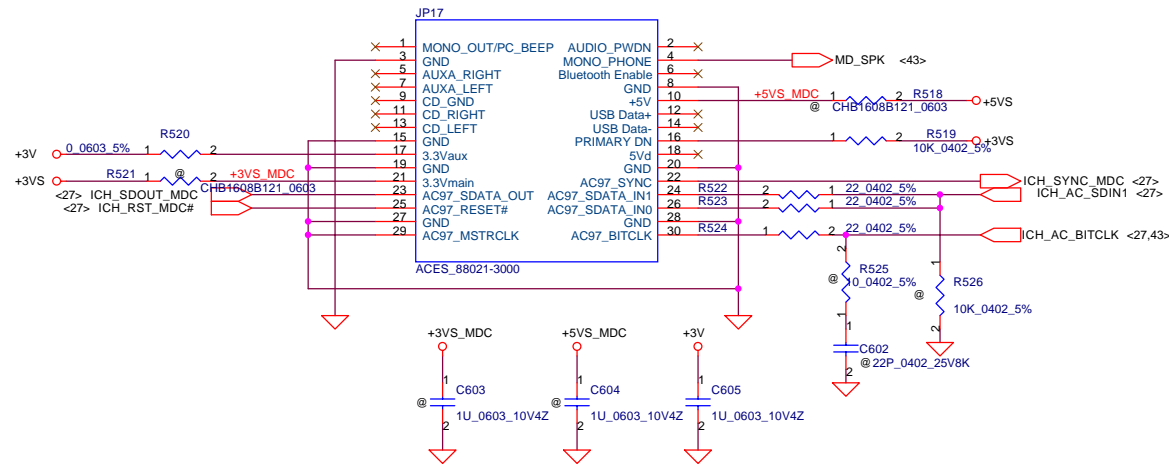 JP17
1 MONO_OUT/PC_BEEP AUDIO_PWDN 2
3 GND MONO_PHONE 4 MD_SPK <43>
5 AUXA_RIGHT Bluetooth Enable 6
7 AUXA_LEFT GND 8
9 CD_GND +5V 10 +5VS_MDC 1 2 R518 +5VS
@ CHB1608B121_0603
11 CD_RIGHT USB Data+ 12
13 CD_LEFT USB Data- 14
15 GND PRIMARY DN 16 1 2 R519 +3VS
10K_0402_5%
R520
+3V 0_0603_5% 1 2 17 3.3Vaux 5Vd 18
19 GND GND 20
+3VS R521 1 @ 2 +3VS_MDC 21 3.3Vmain AC97_SYNC 22 ICH_SYNC_MDC <27>
CHB1608B121_0603
<27> ICH_SDOUT_MDC 23 AC97_SDATA_OUT AC97_SDATA_IN1 24 R522 2 1 22_0402_5% ICH_AC_SDIN1 <27>
<27> ICH_RST_MDC# 25 AC97_RESET# AC97_SDATA_IN0 26 R523 2 1 22_0402_5%
27 GND GND 28
29 AC97_MSTRCLK AC97_BITCLK 30 R524 1 2 22_0402_5% ICH_AC_BITCLK <27,43>
ACES_88021-3000
2 R525
@ 10_0402_5%
1
1 R526
@ 10K_0402_5%
2
1 C602
@ 22P_0402_25V8K
2
+3VS_MDC +5VS_MDC +3V
1 1 1
C603 C604 C605
@ @ @
1U_0603_10V4Z 1U_0603_10V4Z 1U_0603_10V4Z
2 2 2